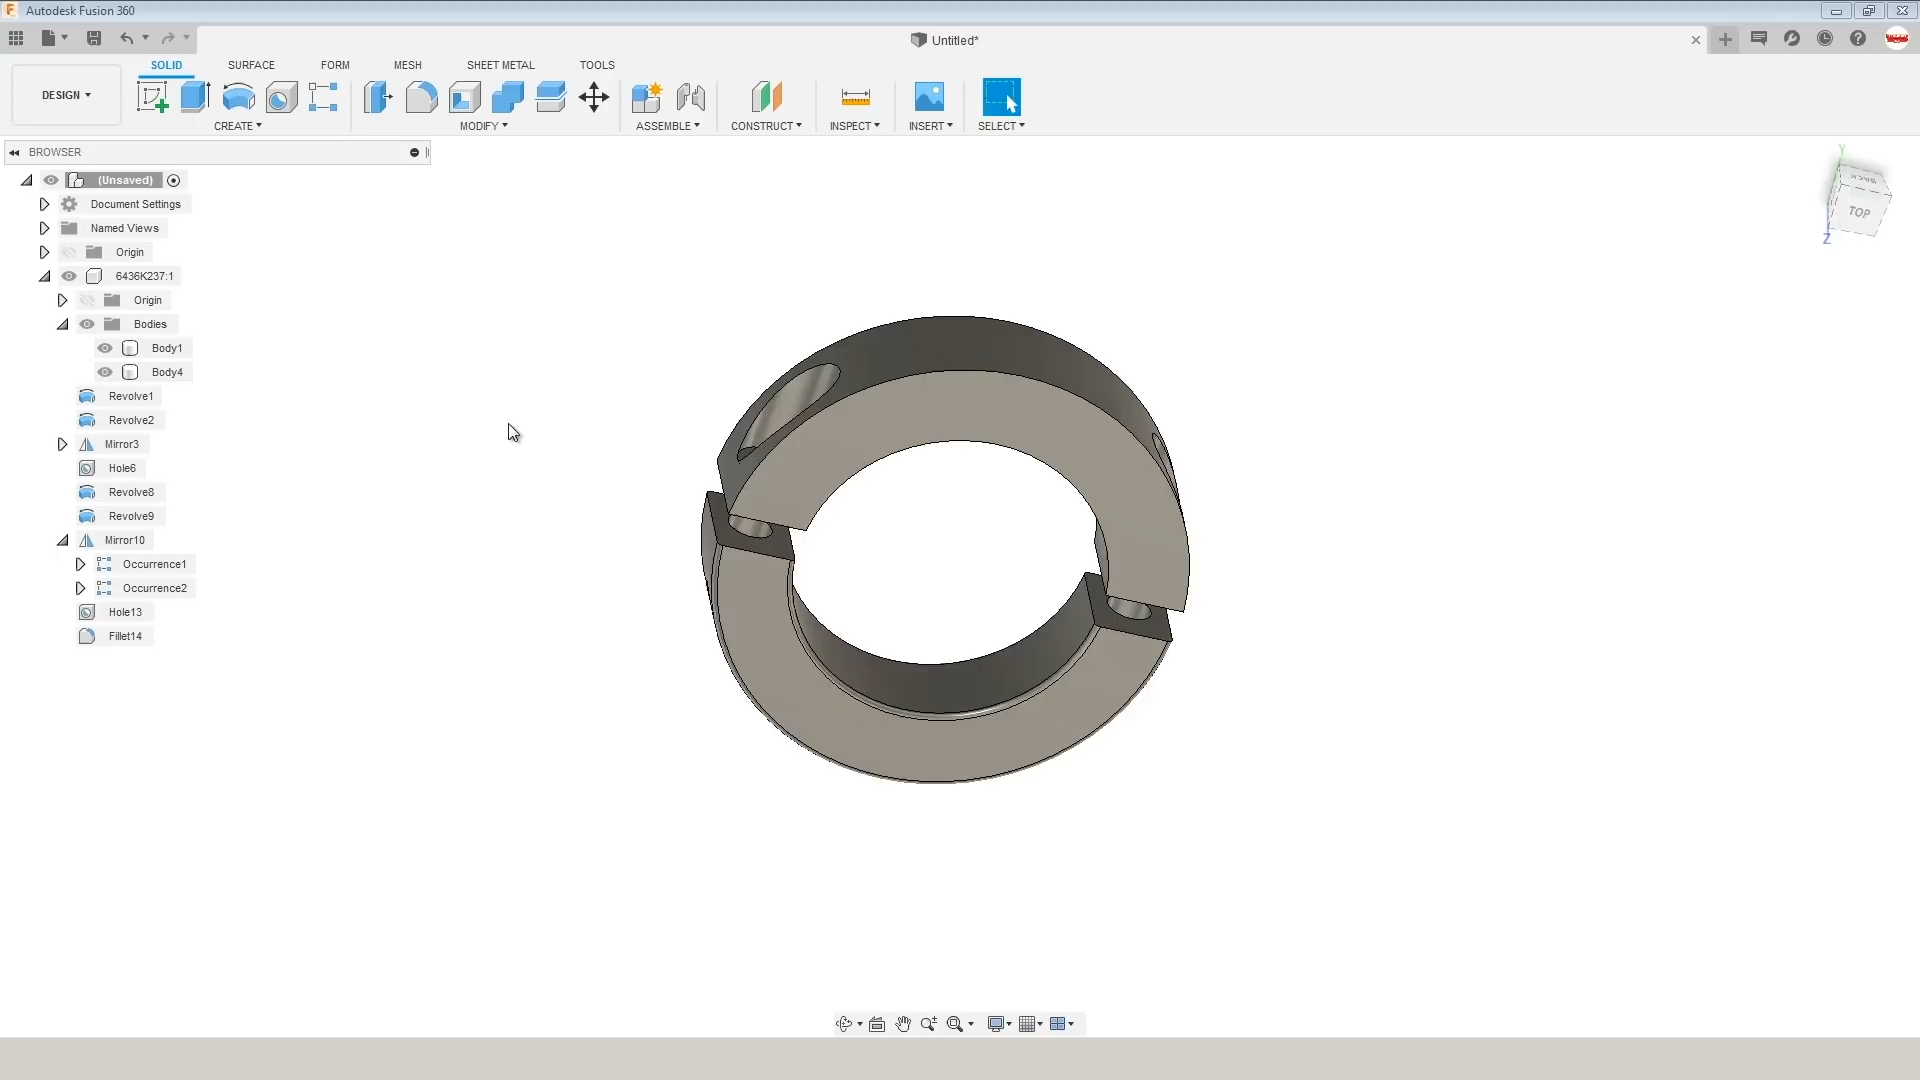 Autodesk Fusion 360
Untitled*
DESIGN
SOLID
SURFACE
FORM
MESH
SHEET METAL
TOOLS
CREATE
MODIFY
ASSEMBLE
CONSTRUCT
INSPECT
INSERT
SELECT
BROWSER
(Unsaved)
Document Settings
Named Views
Origin
6436K237:1
Origin
Bodies
Body1
Body4
Revolve1
Revolve2
Mirror3
Hole6
Revolve8
Revolve9
Mirror10
Occurrence1
Occurrence2
Hole13
Fillet14
Y
BACK
TOP
Z